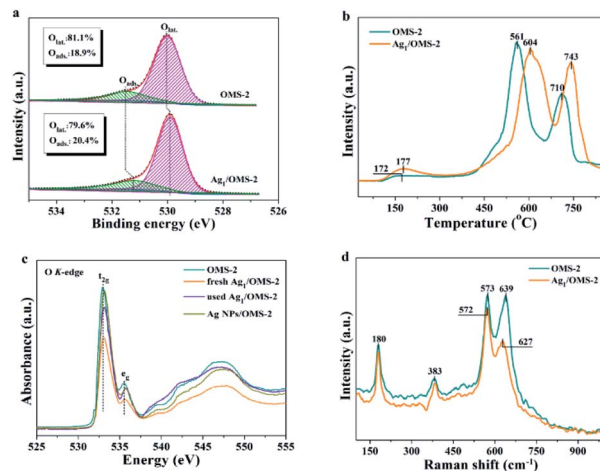 a
O_lat.:81.1%
O_ads.:18.9%
O_lat.
O_ads.
OMS-2
O_lat.:79.6%
O_ads.: 20.4%
Ag₁/OMS-2
Intensity (a.u.)
534 532 530 528 526
Binding energy (eV)
b
OMS-2
Ag₁/OMS-2
561
604
743
710
172 177
Intensity (a.u.)
150 300 450 600 750
Temperature (°C)
c
O K-edge
t₂g
e_g
OMS-2
fresh Ag₁/OMS-2
used Ag₁/OMS-2
Ag NPs/OMS-2
Absorbance (a.u.)
525 530 535 540 545 550 555
Energy (eV)
d
OMS-2
Ag₁/OMS-2
573 639
572
627
180
383
Intensity (a.u.)
150 300 450 600 750 900
Raman shift (cm⁻¹)